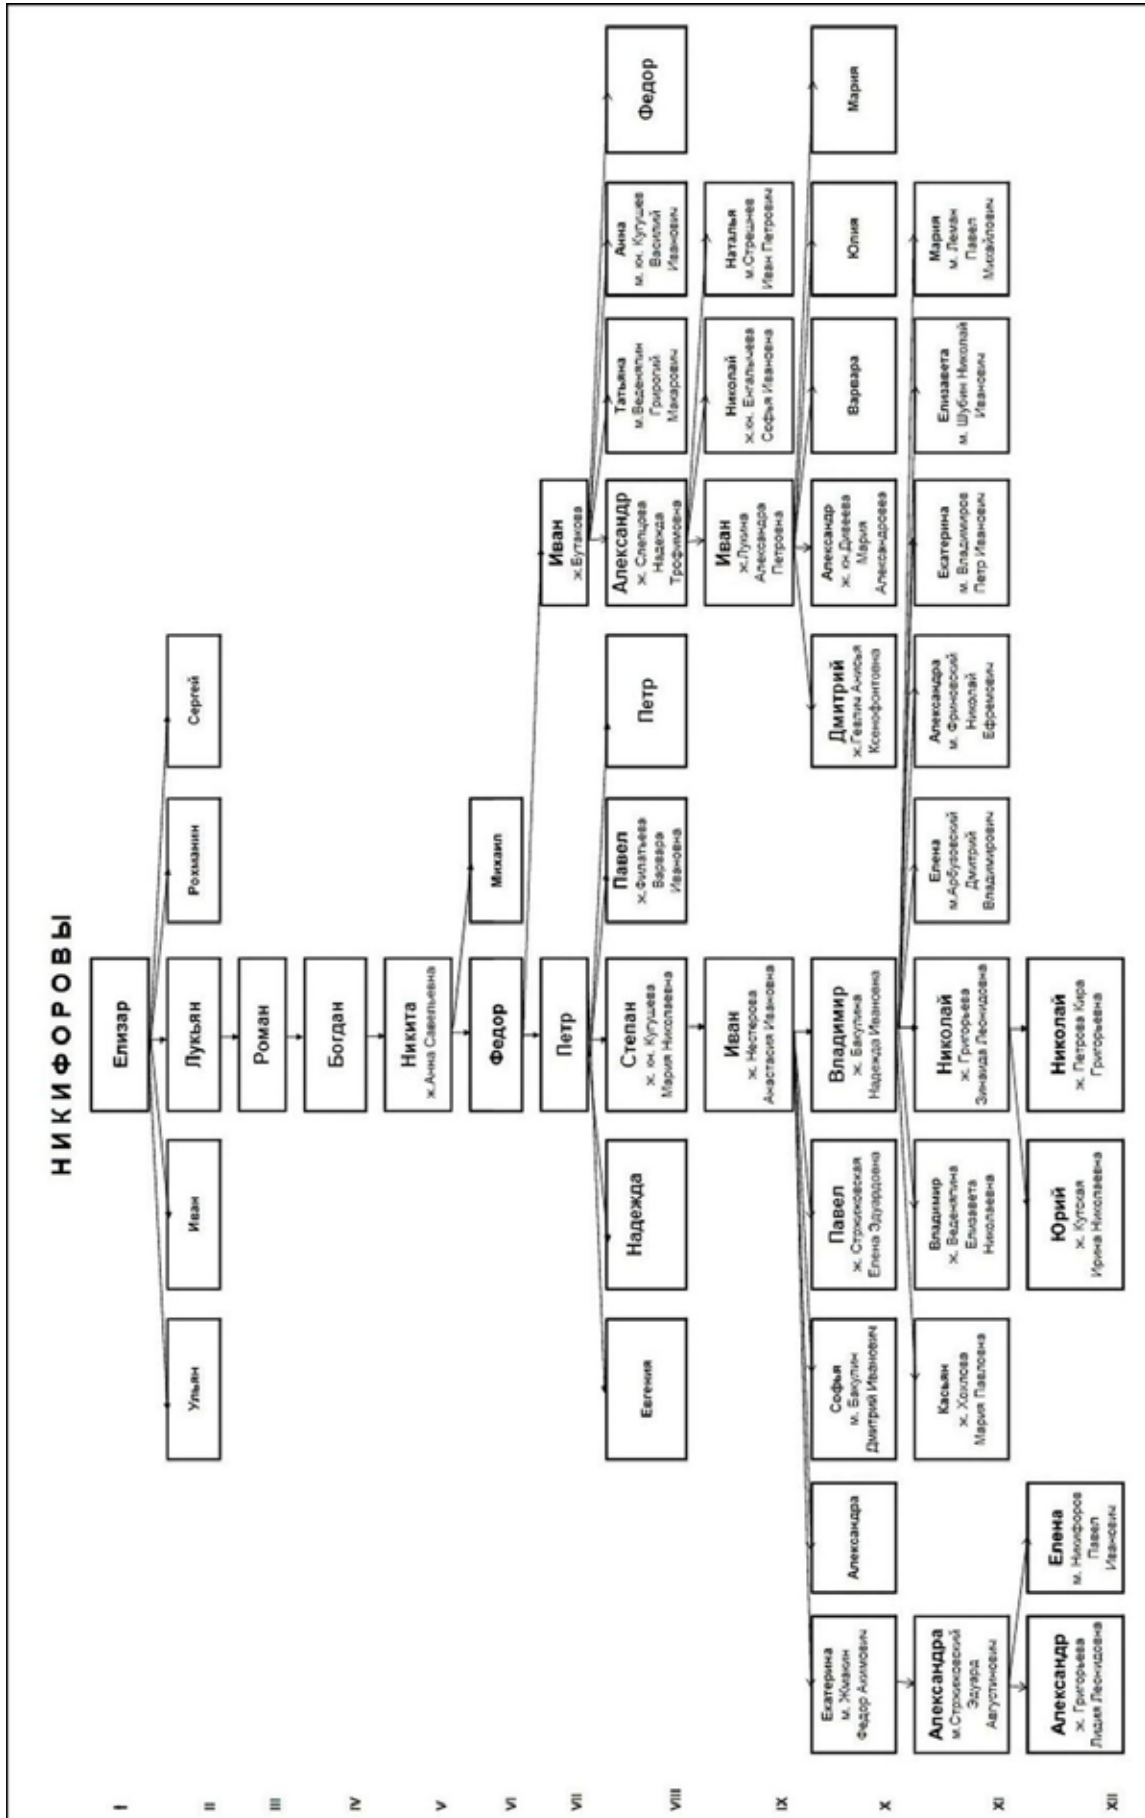 НИКИФОРОВЫ
I
Елизар
II
Ульян
Иван
Лукьян
Рохманин
Сергей
III
Роман
IV
Богдан
V
Никита
ж.Анна Савельевна
VI
Федор
Михаил
VII
Петр
Иван
ж.Бутакова
VIII
Евгения
Надежда
Степан
ж. кн. Кугушева
Мария Николаевна
Павел
ж.Филатьева
Варвара
Ивановна
Петр
Александр
ж. Слепцова
Надежда
Трофимовна
Татьяна
м.Веденяпин
Григорий
Макарович
Анна
м. кн. Кугушев
Василий
Иванович
Федор
IX
Иван
ж. Нестерова
Анастасия Ивановна
Иван
ж.Лукина
Александра
Петровна
Николай
ж.кн. Енгалычева
Софья Ивановна
Наталья
м.Стрешнев
Иван Петрович
X
Екатерина
м. Жмакин
Федор Акимович
Александра
Софья
м. Бакулин
Дмитрий Иванович
Павел
ж. Стржиковская
Елена Эдуардовна
Владимир
ж. Бакулина
Надежда Ивановна
Дмитрий
ж.Гевлич Анисья
Ксенофонтовна
Александр
ж. кн.Дивеева
Мария
Александровеа
Варвара
Юлия
Мария
XI
Александра
м.Стржиковский
Эдуард
Августинович
Касьян
ж. Хохлова
Мария Павловна
Владимир
ж. Веденяпина
Елизавета
Николаевна
Николай
ж. Григорьева
Зинаида Леонидовна
Елена
м.Арбузовский
Дмитрий
Владимирович
Александра
м. Фриновский
Николай
Ефремович
Екатерина
м. Владимиров
Петр Иванович
Елизавета
м. Шубин Николай
Иванович
Мария
м. Леман
Павел
Михайлович
XII
Александр
ж. Григорьева
Лидия Леонидовна
Елена
м. Никифоров
Павел
Иванович
Юрий
ж. Кутская
Ирина Николаевна
Николай
ж. Петрова Кира
Григорьевна